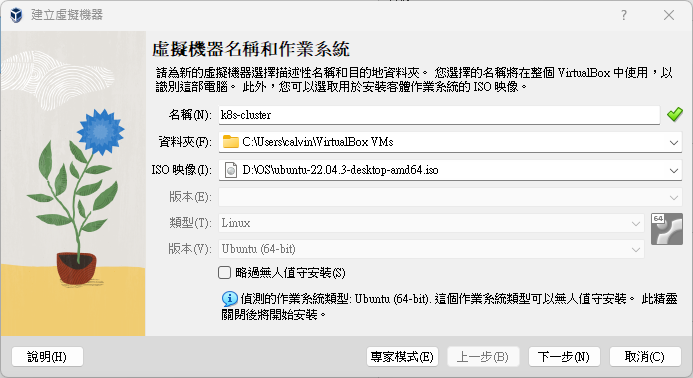 建立虛擬機器
?
虛擬機器名稱和作業系統
請為新的虛擬機器選擇描述性名稱和目的地資料夾。 您選擇的名稱將在整個 VirtualBox 中使用，以
識別這部電腦。 此外，您可以選取用於安裝客體作業系統的 ISO 映像。
名稱(N): k8s-cluster
資料夾(F): C:\Users\calvin\VirtualBox VMs
ISO 映像(I): D:\OS\ubuntu-22.04.3-desktop-amd64.iso
版本(E):
類型(T): Linux
64
版本(V): Ubuntu (64-bit)
略過無人值守安裝(S)
偵測的作業系統類型: Ubuntu (64-bit). 這個作業系統類型可以無人值守安裝。 此精靈
關閉後將開始安裝。
說明(H) 專家模式(E) 上一步(B) 下一步(N) 取消(C)